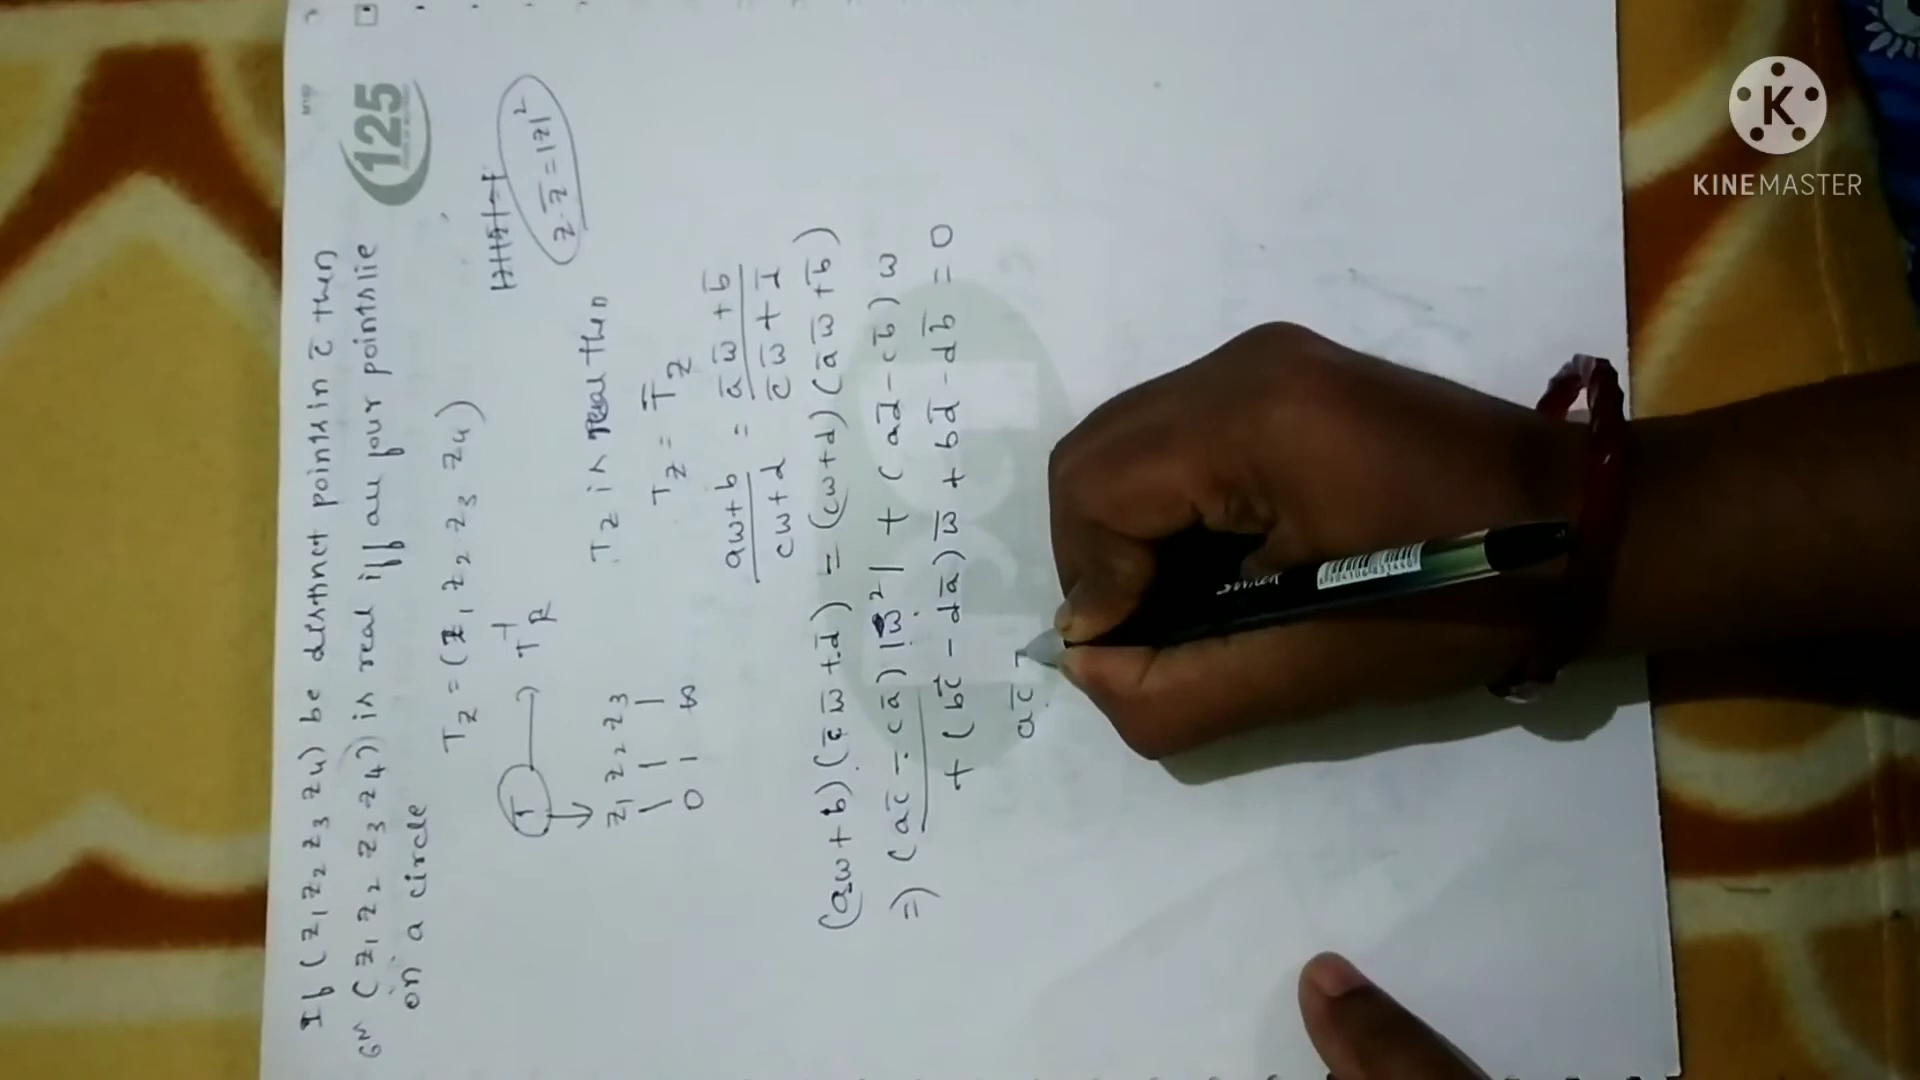 If (z₁ z₂ z₃ z₄) be distinct points in c̄ then
(z₁ z₂ z₃ z₄) is real iff all four points lie
on a circle
125
T_z = (z₁ z₂ z₃ z₄)
z·z̄ = |z|²
T → T⁻¹_R
z₁ z₂ z₃
0 1 ∞
T_z is real then
T_z = T̄_z
aw+b / cw+d = āw̄+b̄ / c̄w̄+d̄
(aw+b)(c̄w̄+d̄) = (cw+d)(āw̄+b̄)
⇒ (ac̄ - cā)|w²| + (ad̄ - cb̄)w
+ (bc̄ - dā)w̄ + bd̄ - db̄ = 0
ac̄ -
K
KINEMASTER